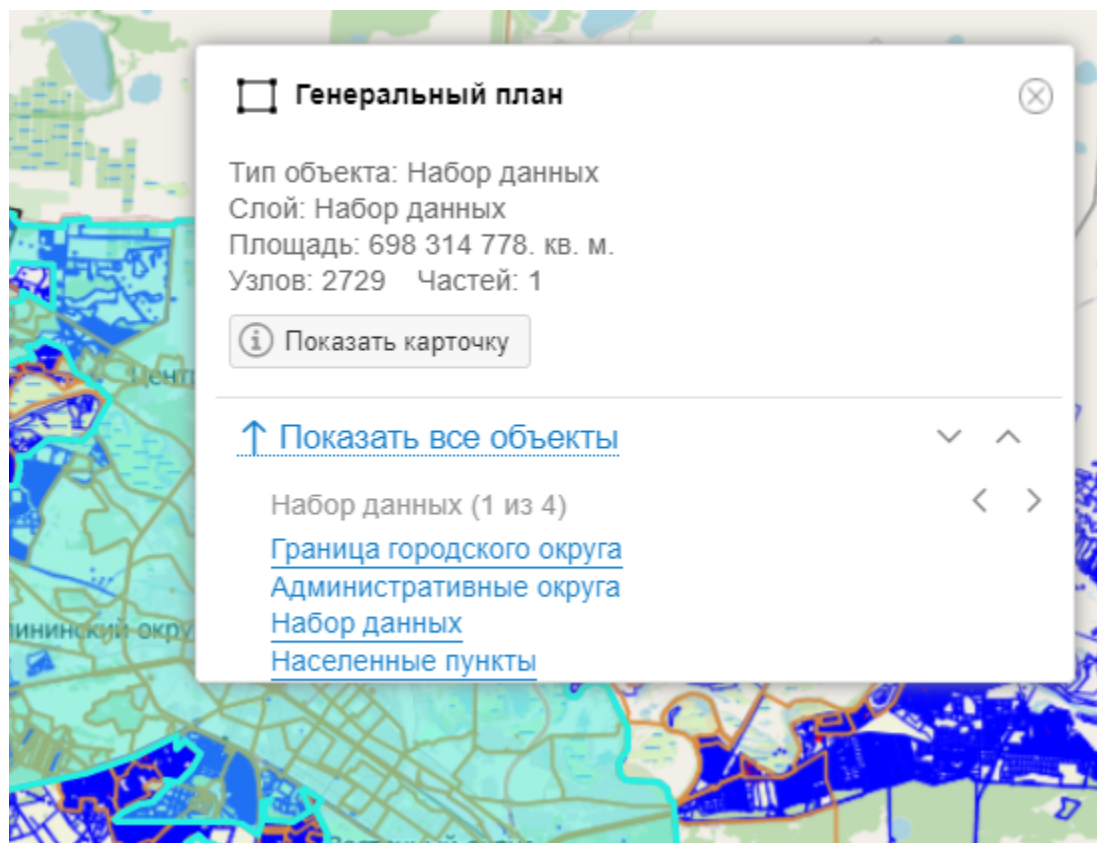 Генеральный план
Тип объекта: Набор данных
Слой: Набор данных
Площадь: 698 314 778. кв. м.
Узлов: 2729 Частей: 1
Показать карточку
Показать все объекты
Набор данных (1 из 4)
Граница городского округа
Административные округа
Набор данных
Населенные пункты